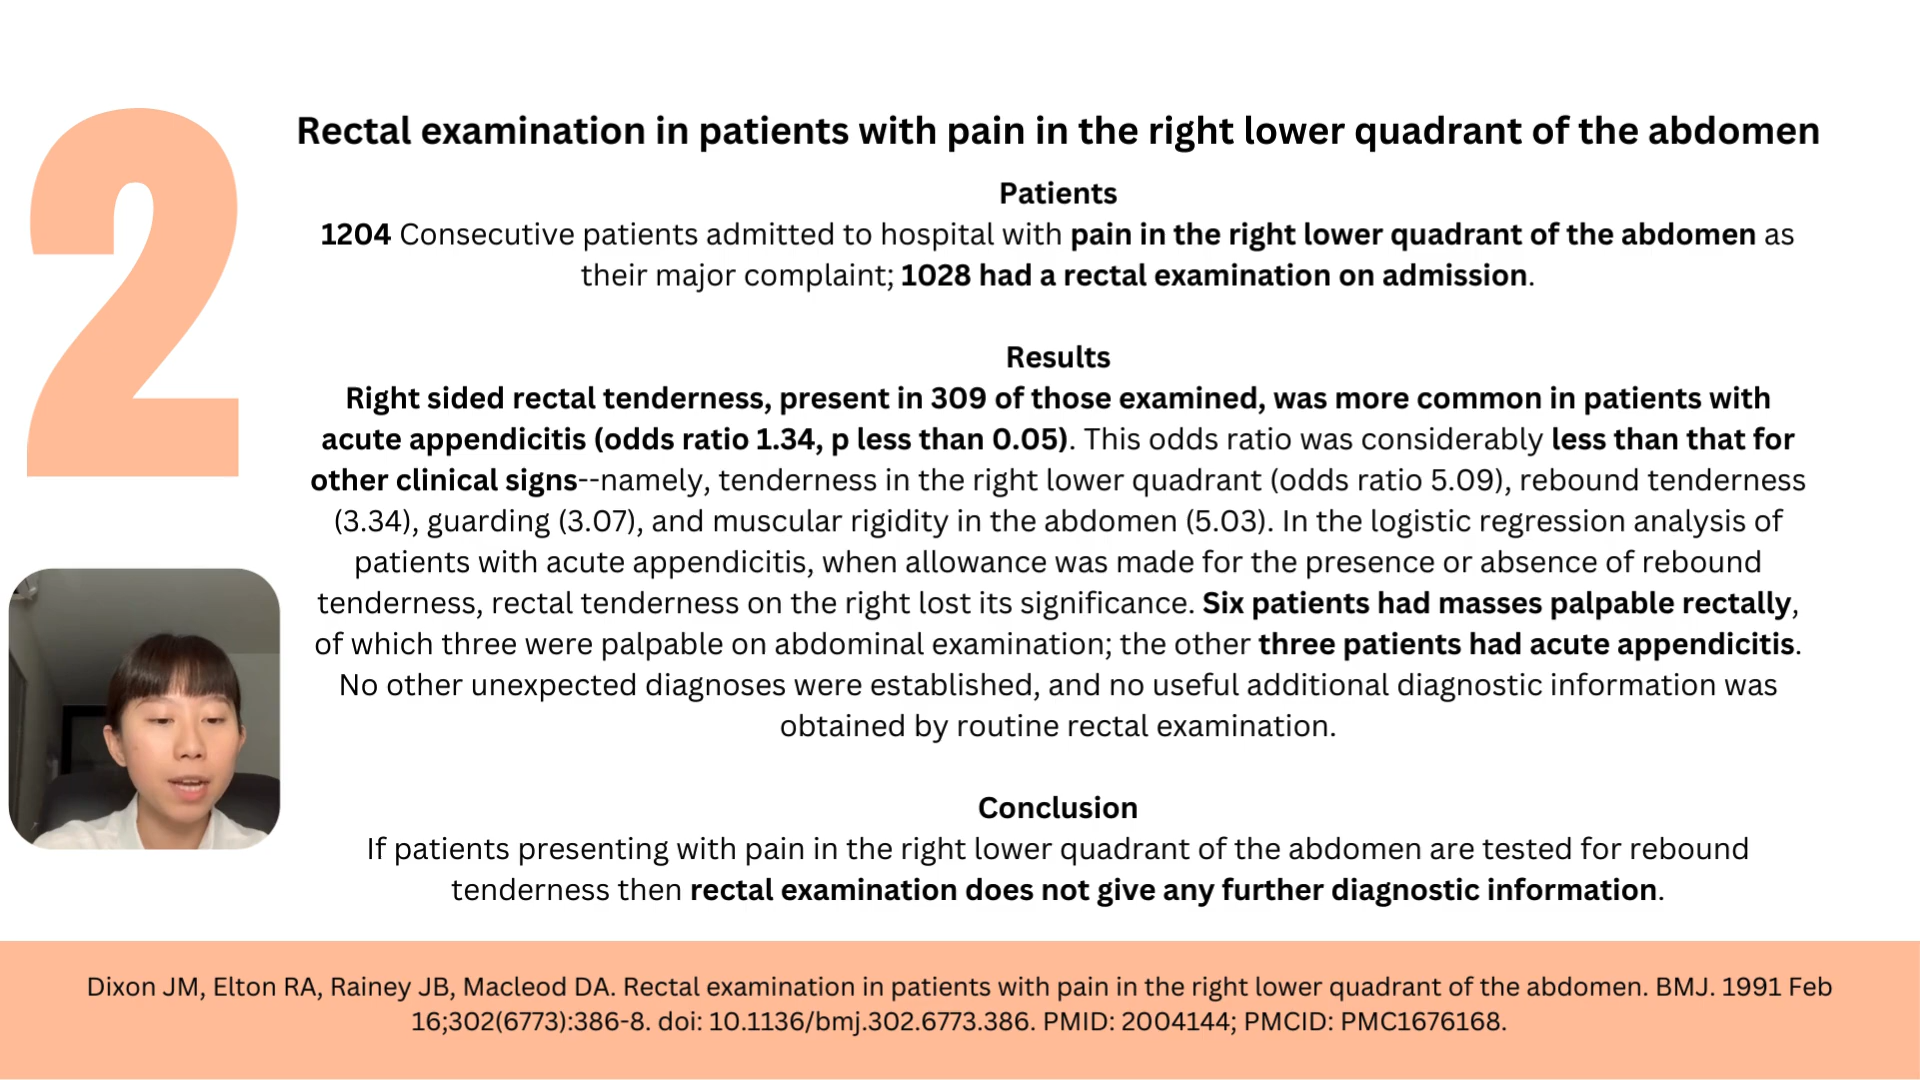 2
Rectal examination in patients with pain in the right lower quadrant of the abdomen
Patients
1204 Consecutive patients admitted to hospital with pain in the right lower quadrant of the abdomen as
their major complaint; 1028 had a rectal examination on admission.
Results
Right sided rectal tenderness, present in 309 of those examined, was more common in patients with
acute appendicitis (odds ratio 1.34, p less than 0.05). This odds ratio was considerably less than that for
other clinical signs--namely, tenderness in the right lower quadrant (odds ratio 5.09), rebound tenderness
(3.34), guarding (3.07), and muscular rigidity in the abdomen (5.03). In the logistic regression analysis of
patients with acute appendicitis, when allowance was made for the presence or absence of rebound
tenderness, rectal tenderness on the right lost its significance. Six patients had masses palpable rectally,
of which three were palpable on abdominal examination; the other three patients had acute appendicitis.
No other unexpected diagnoses were established, and no useful additional diagnostic information was
obtained by routine rectal examination.
Conclusion
If patients presenting with pain in the right lower quadrant of the abdomen are tested for rebound
tenderness then rectal examination does not give any further diagnostic information.
Dixon JM, Elton RA, Rainey JB, Macleod DA. Rectal examination in patients with pain in the right lower quadrant of the abdomen. BMJ. 1991 Feb
16;302(6773):386-8. doi: 10.1136/bmj.302.6773.386. PMID: 2004144; PMCID: PMC1676168.